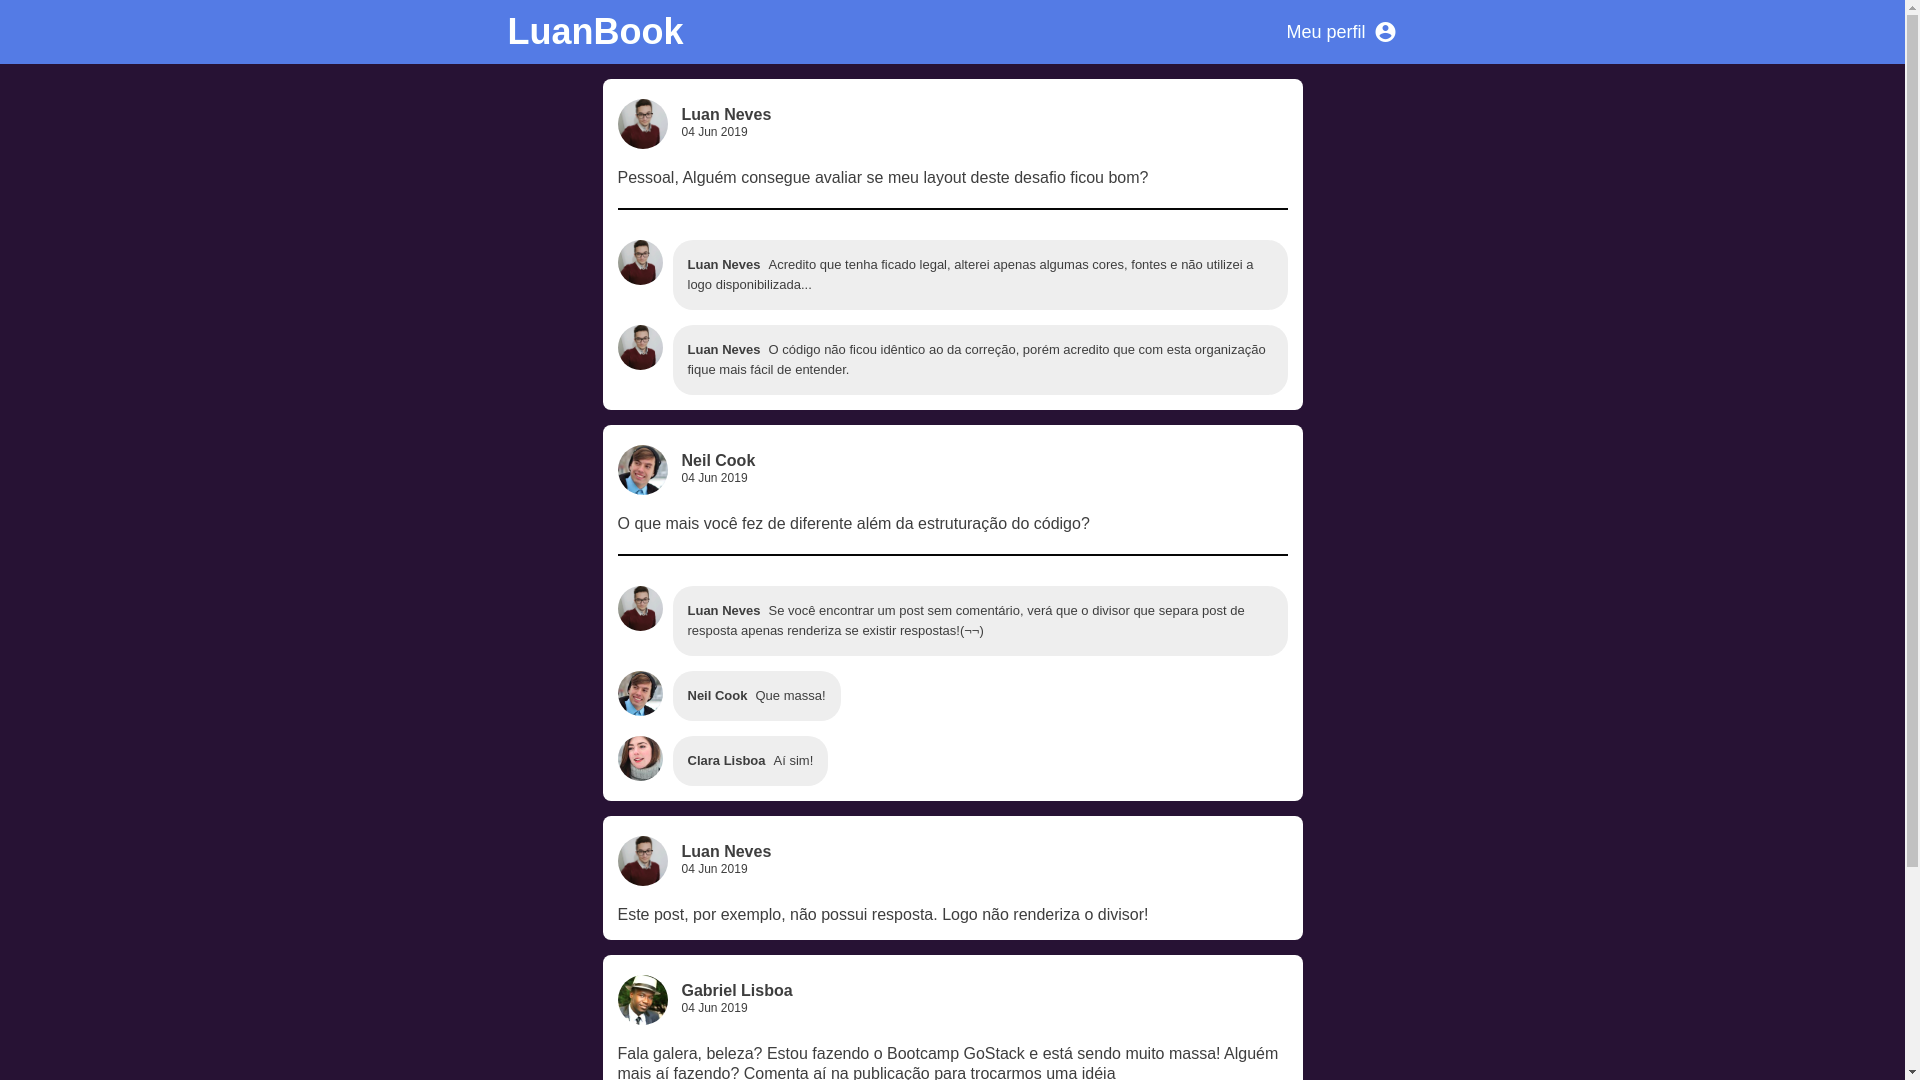 LuanBook
Meu perfil
Luan Neves
04 Jun 2019
Pessoal, Alguém consegue avaliar se meu layout deste desafio ficou bom?
Luan Neves Acredito que tenha ficado legal, alterei apenas algumas cores, fontes e não utilizei a
logo disponibilizada...
Luan Neves O código não ficou idêntico ao da correção, porém acredito que com esta organização
fique mais fácil de entender.
Neil Cook
04 Jun 2019
O que mais você fez de diferente além da estruturação do código?
Luan Neves Se você encontrar um post sem comentário, verá que o divisor que separa post de
resposta apenas renderiza se existir respostas!(¬¬)
Neil Cook Que massa!
Clara Lisboa Aí sim!
Luan Neves
04 Jun 2019
Este post, por exemplo, não possui resposta. Logo não renderiza o divisor!
Gabriel Lisboa
04 Jun 2019
Fala galera, beleza? Estou fazendo o Bootcamp GoStack e está sendo muito massa! Alguém
mais aí fazendo? Comenta aí na publicação para trocarmos uma idéia